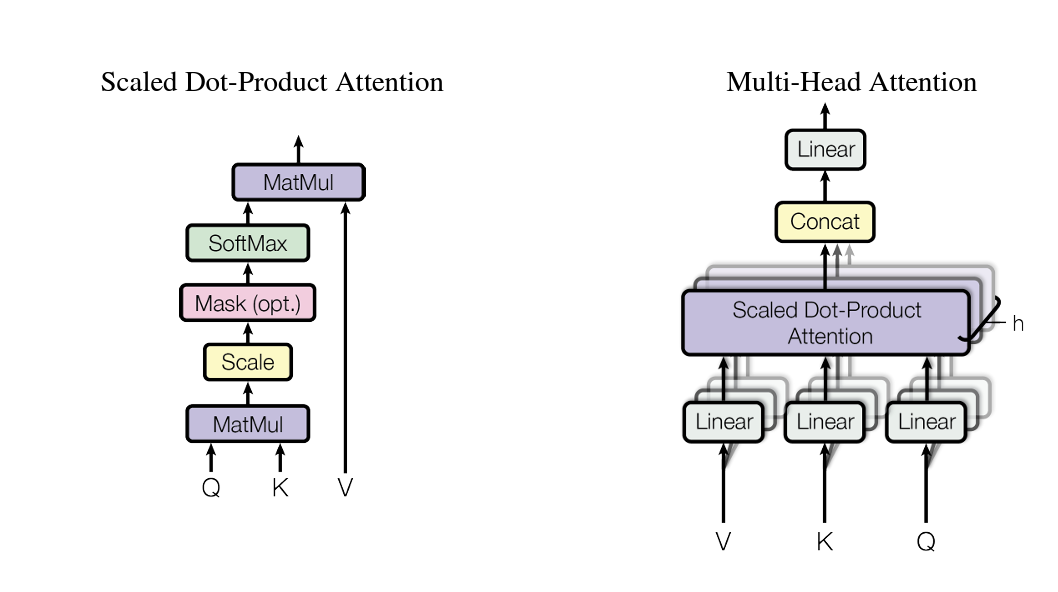 Scaled Dot-Product Attention
MatMul
SoftMax
Mask (opt.)
Scale
MatMul
Q K V
Multi-Head Attention
Linear
Concat
Scaled Dot-Product
Attention
h
Linear Linear Linear
V K Q